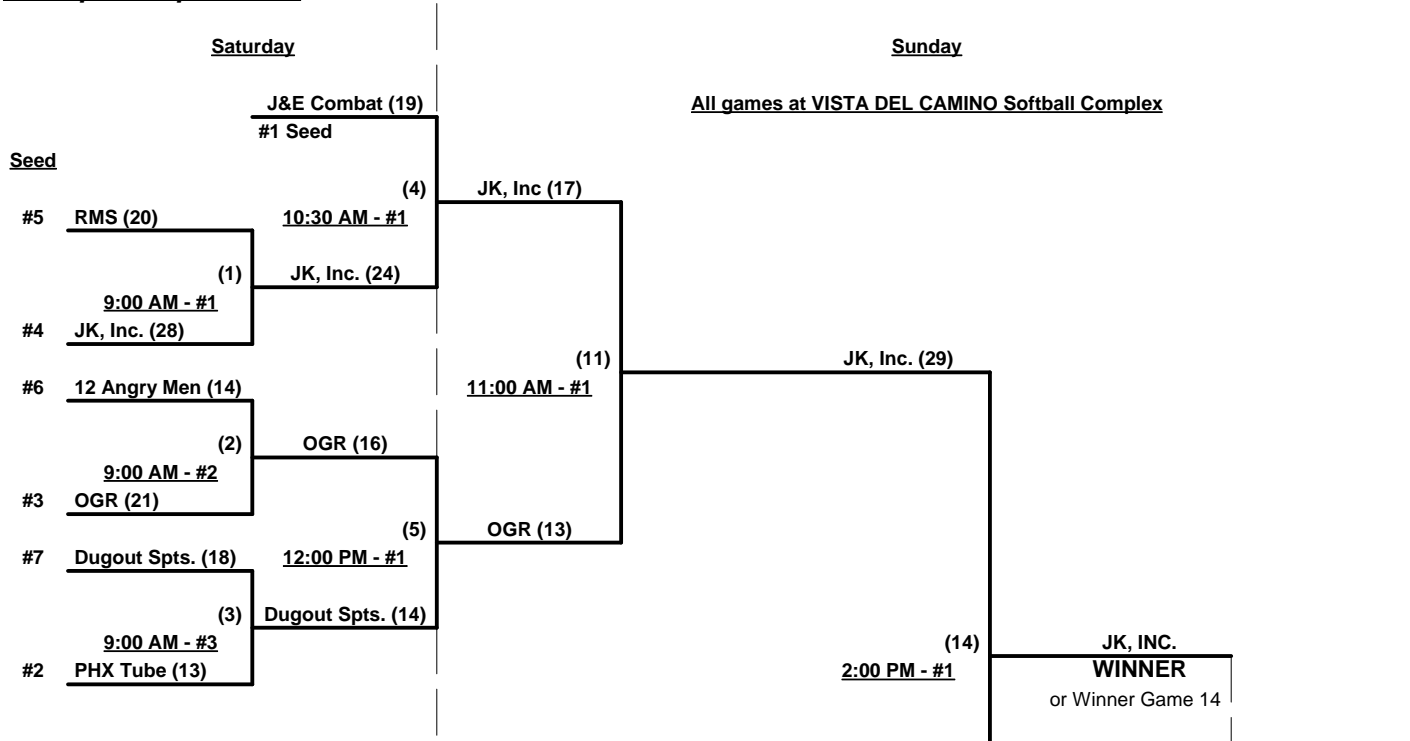 Saturday
Sunday
J&E Combat (19)
All games at VISTA DEL CAMINO Softball Complex
#1 Seed
Seed
(4)
JK, Inc (17)
#5 RMS (20)
10:30 AM - #1
(1)
JK, Inc. (24)
9:00 AM - #1
#4 JK, Inc. (28)
(11)
JK, Inc. (29)
#6 12 Angry Men (14)
11:00 AM - #1
(2)
OGR (16)
9:00 AM - #2
#3 OGR (21)
(5)
OGR (13)
#7 Dugout Spts. (18)
12:00 PM - #1
(3)
Dugout Spts. (14)
9:00 AM - #3
(14)
JK, INC.
#2 PHX Tube (13)
2:00 PM - #1
WINNER
or Winner Game 14